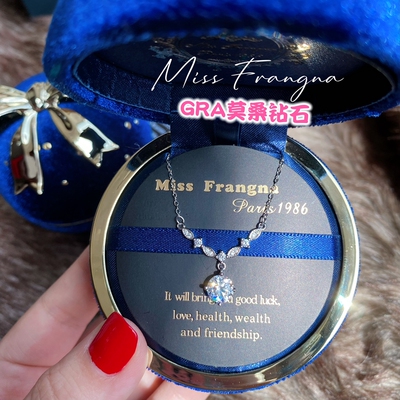 Miss Frangna
GRA莫桑钻石
Miss Frangna
Paris 1986
It will bring good luck,
love, health, wealth
and friendship.